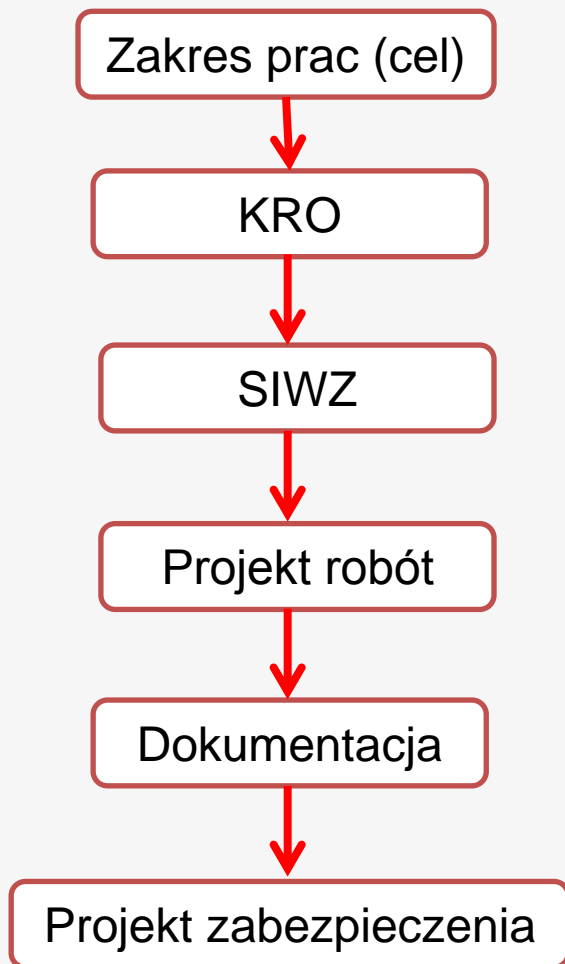 Zakres prac (cel)
KRO
SIWZ
Projekt robót
Dokumentacja
Projekt zabezpieczenia